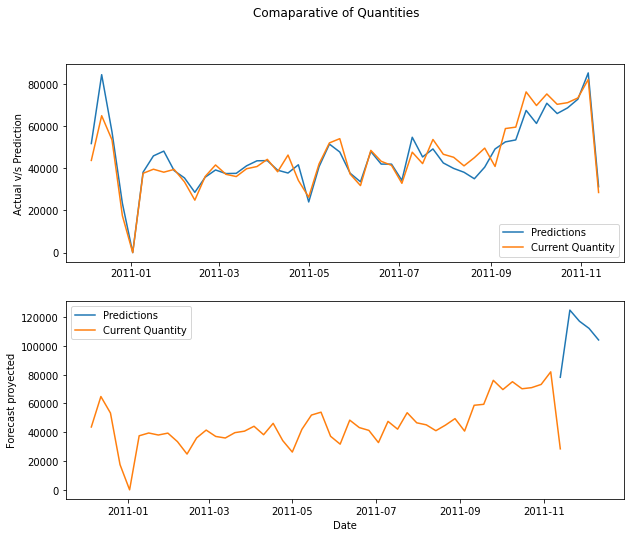 Comaparative of Quantities
Actual v/s Prediction
80000
60000
40000
20000
0
Predictions
Current Quantity
2011-01 2011-03 2011-05 2011-07 2011-09 2011-11
Forecast proyected
120000
100000
80000
60000
40000
20000
0
Predictions
Current Quantity
2011-01 2011-03 2011-05 2011-07 2011-09 2011-11
Date